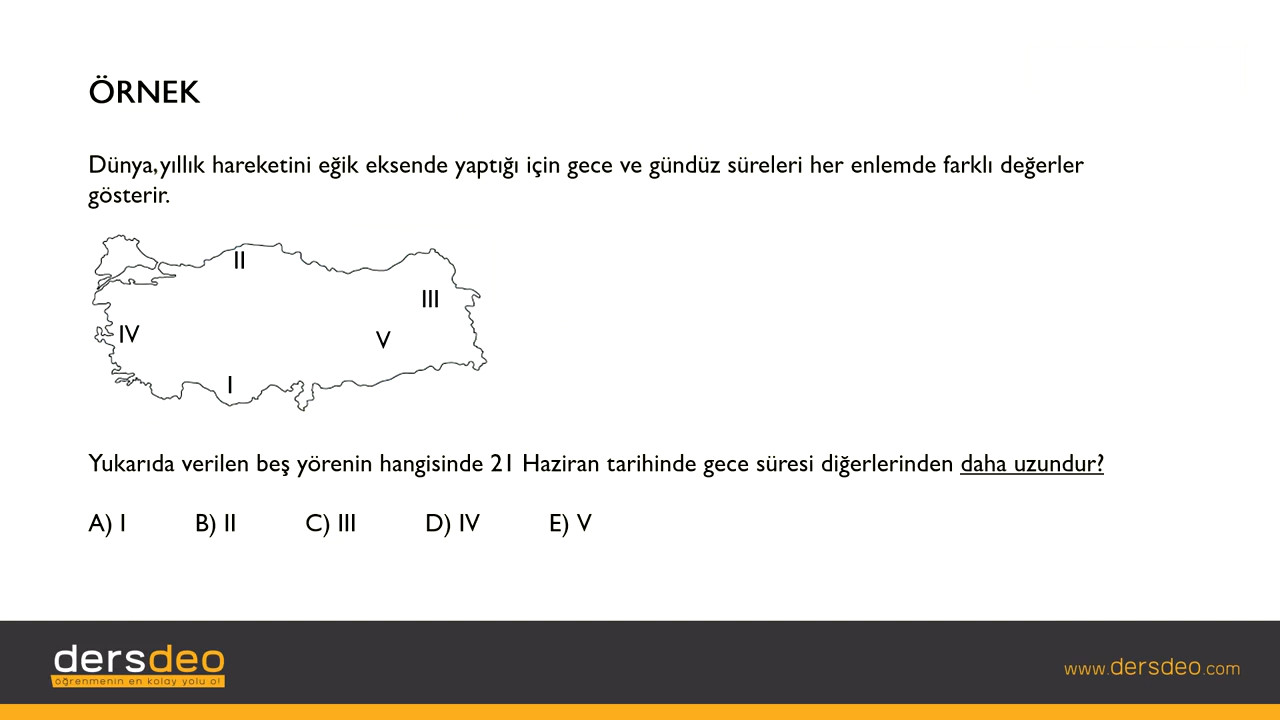 ÖRNEK
Dünya, yıllık hareketini eğik eksende yaptığı için gece ve gündüz süreleri her enlemde farklı değerler
gösterir.
II
III
IV
V
I
Yukarıda verilen beş yörenin hangisinde 21 Haziran tarihinde gece süresi diğerlerinden daha uzundur?
A) I B) II C) III D) IV E) V
dersdeo
öğrenmenin en kolay yolu o!
www.dersdeo.com